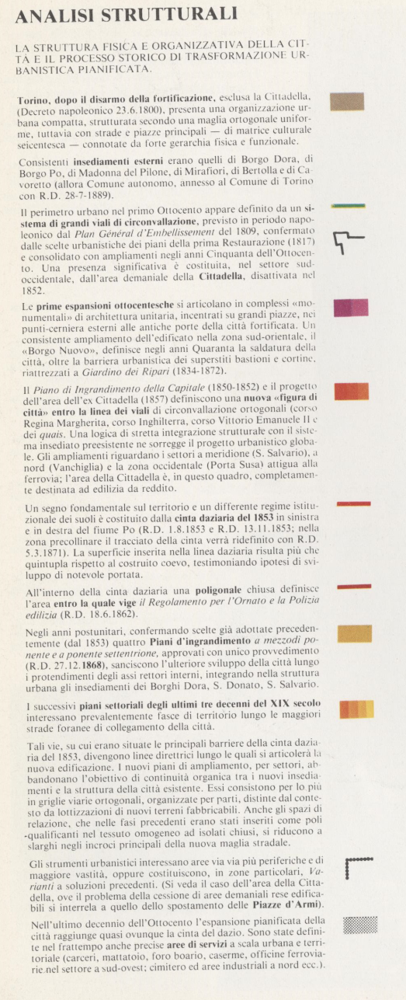 ANALISI STRUTTURALI
LA STRUTTURA FISICA E ORGANIZZATIVA DELLA CIT-
TÀ E IL PROCESSO STORICO DI TRASFORMAZIONE UR-
BANISTICA PIANIFICATA.
Torino, dopo il disarmo della fortificazione, esclusa la Cittadella,
(Decreto napoleonico 23.6.1800), presenta una organizzazione ur-
bana compatta, strutturata secondo una maglia ortogonale unifor-
me, tuttavia con strade e piazze principali — di matrice culturale
seicentesca — connotate da forte gerarchia fisica e funzionale.
Consistenti insediamenti esterni erano quelli di Borgo Dora, di
Borgo Po, di Madonna del Pilone, di Mirafiori, di Bertolla e di Ca-
voretto (allora Comune autonomo, annesso al Comune di Torino
con R.D. 28-7-1889).
Il perimetro urbano nel primo Ottocento appare definito da un si-
stema di grandi viali di circonvallazione, previsto in periodo napo-
leonico dal Plan Général d'Embellissement del 1809, confermato
dalle scelte urbanistiche dei piani della prima Restaurazione (1817)
e consolidato con ampliamenti negli anni Cinquanta dell'Ottocen-
to. Una presenza significativa è costituita, nel settore sud-
occidentale, dall'area demaniale della Cittadella, disattivata nel
1852.
Le prime espansioni ottocentesche si articolano in complessi «mo-
numentali» di architettura unitaria, incentrati su grandi piazze, nei
punti-cerniera esterni alle antiche porte della città fortificata. Un
consistente ampliamento dell'edificato nella zona sud-orientale, il
«Borgo Nuovo», definisce negli anni Quaranta la saldatura della
città, oltre la barriera urbanistica dei superstiti bastioni e cortine,
riattrezzati a Giardino dei Ripari (1834-1872).
Il Piano di Ingrandimento della Capitale (1850-1852) e il progetto
dell'area dell'ex Cittadella (1857) definiscono una nuova «figura di
città» entro la linea dei viali di circonvallazione ortogonali (corso
Regina Margherita, corso Inghilterra, corso Vittorio Emanuele II e
dei quais. Una logica di stretta integrazione strutturale con il siste-
ma insediato preesistente ne sorregge il progetto urbanistico globa-
le. Gli ampliamenti riguardano i settori a meridione (S. Salvario), a
nord (Vanchiglia) e la zona occidentale (Porta Susa) attigua alla
ferrovia; l'area della Cittadella è, in questo quadro, completamen-
te destinata ad edilizia da reddito.
Un segno fondamentale sul territorio e un differente regime istitu-
zionale dei suoli è costituito dalla cinta daziaria del 1853 in sinistra
e in destra del fiume Po (R.D. 1.8.1853 e R.D. 13.11.1853; nella
zona precollinare il tracciato della cinta verrà ridefinito con R.D.
5.3.1871). La superficie inserita nella linea daziaria risulta più che
quintupla rispetto al costruito coevo, testimoniando ipotesi di svi-
luppo di notevole portata.
All'interno della cinta daziaria una poligonale chiusa definisce
l'area entro la quale vige il Regolamento per l'Ornato e la Polizia
edilizia (R.D. 18.6.1862).
Negli anni postunitari, confermando scelte già adottate preceden-
temente (dal 1853) quattro Piani d'ingrandimento a mezzodì po-
nente e a ponente settentrione, approvati con unico provvedimento
(R.D. 27.12.1868), sanciscono l'ulteriore sviluppo della città lungo
i protendimenti degli assi rettori interni, integrando nella struttura
urbana gli insediamenti dei Borghi Dora, S. Donato, S. Salvario.
I successivi piani settoriali degli ultimi tre decenni del XIX secolo
interessano prevalentemente fasce di territorio lungo le maggiori
strade foranee di collegamento della città.
Tali vie, su cui erano situate le principali barriere della cinta dazia-
ria del 1853, divengono linee direttrici lungo le quali si articolerà la
nuova edificazione. I nuovi piani di ampliamento, per settori, ab-
bandonano l'obiettivo di continuità organica tra i nuovi insedia-
menti e la struttura della città esistente. Essi consistono per lo più
in griglie viarie ortogonali, organizzate per parti, distinte dal conte-
sto da lottizzazioni di nuovi terreni fabbricabili. Anche gli spazi di
relazione, che nelle fasi precedenti erano stati inseriti come poli
-qualificanti nel tessuto omogeneo ad isolati chiusi, si riducono a
slarghi negli incroci principali della nuova maglia stradale.
Gli strumenti urbanistici interessano aree via via più periferiche e di
maggiore vastità, oppure costituiscono, in zone particolari, Va-
rianti a soluzioni precedenti. (Si veda il caso dell'area della Citta-
della, ove il problema della cessione di aree demaniali rese edifica-
bili si interrela a quello dello spostamento delle Piazze d'Armi).
Nell'ultimo decennio dell'Ottocento l'espansione pianificata della
città raggiunge quasi ovunque la cinta del dazio. Sono state defini-
te nel frattempo anche precise aree di servizi a scala urbana e terri-
toriale (carceri, mattatoio, foro boario, caserme, officine ferrovia-
rie nel settore a sud-ovest; cimitero ed aree industriali a nord ecc.).